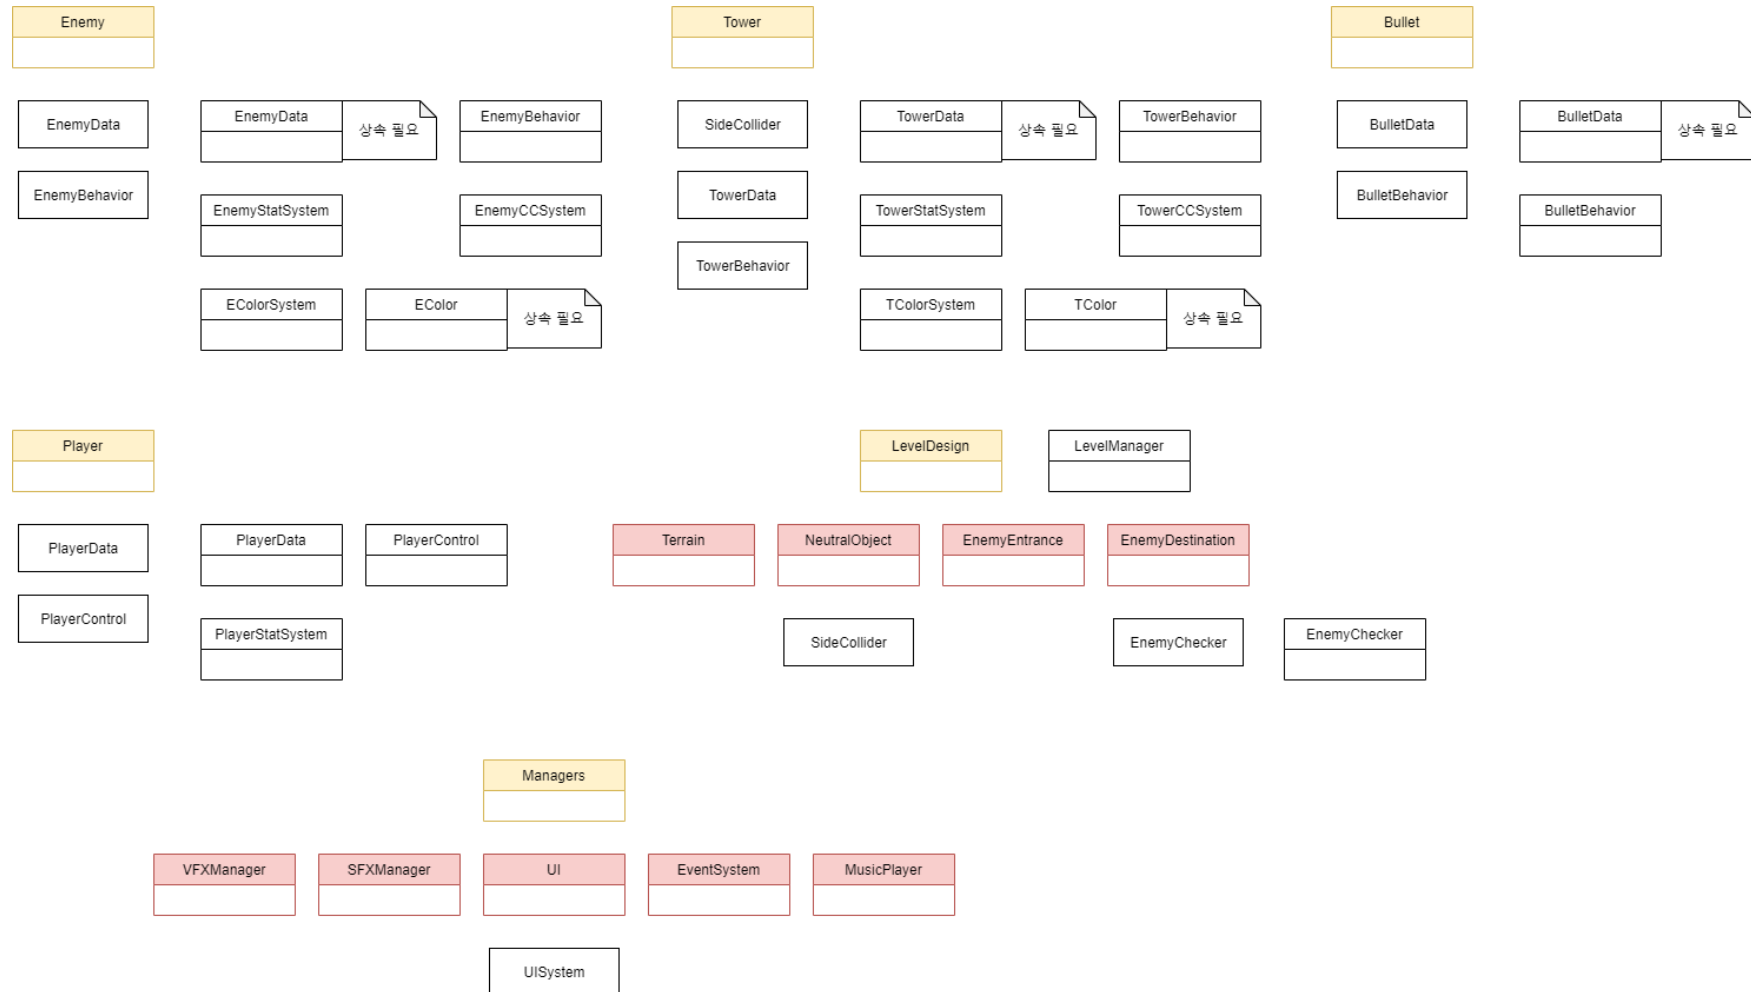 Enemy
Tower
Bullet
EnemyData
EnemyData
상속 필요
EnemyBehavior
SideCollider
TowerData
상속 필요
TowerBehavior
BulletData
BulletData
상속 필요
EnemyBehavior
EnemyStatSystem
EnemyCCSystem
TowerData
TowerStatSystem
TowerCCSystem
BulletBehavior
BulletBehavior
TowerBehavior
EColorSystem
EColor
상속 필요
TColorSystem
TColor
상속 필요
Player
LevelDesign
LevelManager
PlayerData
PlayerData
PlayerControl
Terrain
NeutralObject
EnemyEntrance
EnemyDestination
PlayerControl
PlayerStatSystem
SideCollider
EnemyChecker
EnemyChecker
Managers
VFXManager
SFXManager
UI
EventSystem
MusicPlayer
UISystem